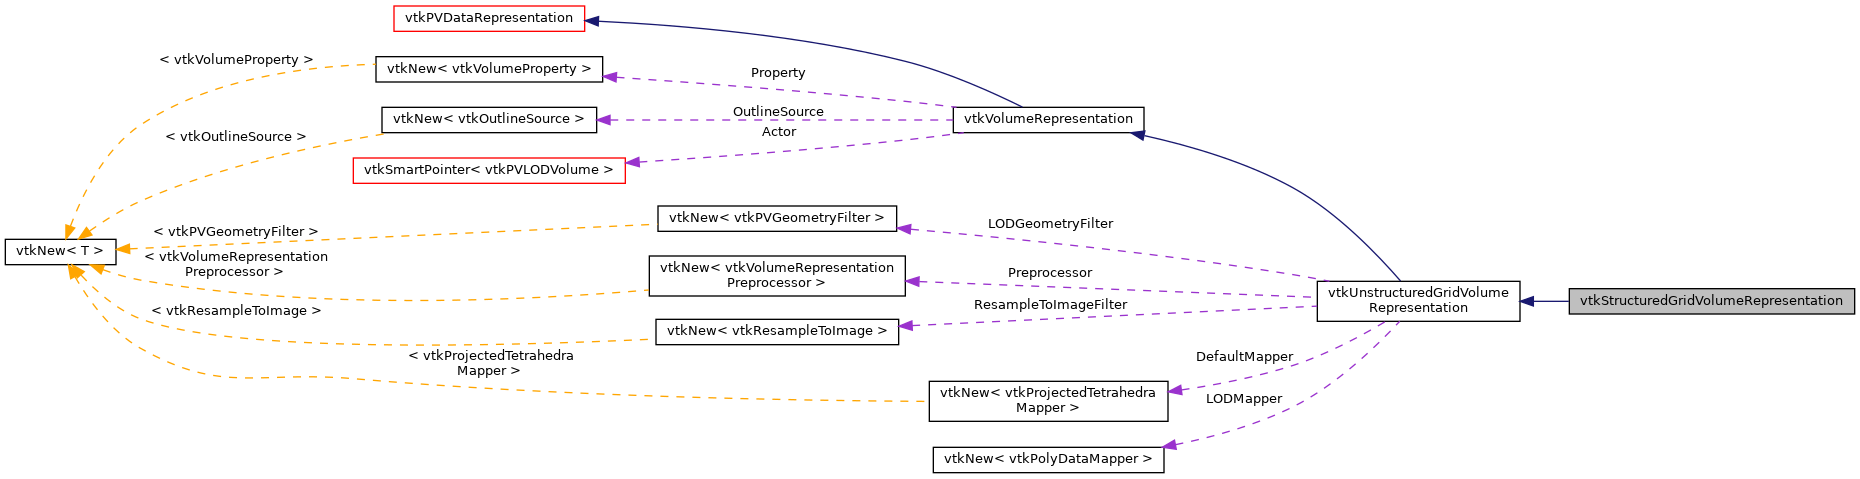 vtkPVDataRepresentation
< vtkVolumeProperty >
vtkNew< vtkVolumeProperty >
Property
OutlineSource
vtkNew< vtkOutlineSource >
vtkVolumeRepresentation
< vtkOutlineSource >
Actor
vtkSmartPointer< vtkPVLODVolume >
vtkNew< vtkPVGeometryFilter >
LODGeometryFilter
< vtkPVGeometryFilter >
vtkNew< T >
< vtkVolumeRepresentation
Preprocessor >
vtkNew< vtkVolumeRepresentation
Preprocessor >
Preprocessor
vtkUnstructuredGridVolume
Representation
vtkStructuredGridVolumeRepresentation
ResampleToImageFilter
< vtkResampleToImage >
vtkNew< vtkResampleToImage >
< vtkProjectedTetrahedra
Mapper >
DefaultMapper
vtkNew< vtkProjectedTetrahedra
Mapper >
LODMapper
vtkNew< vtkPolyDataMapper >